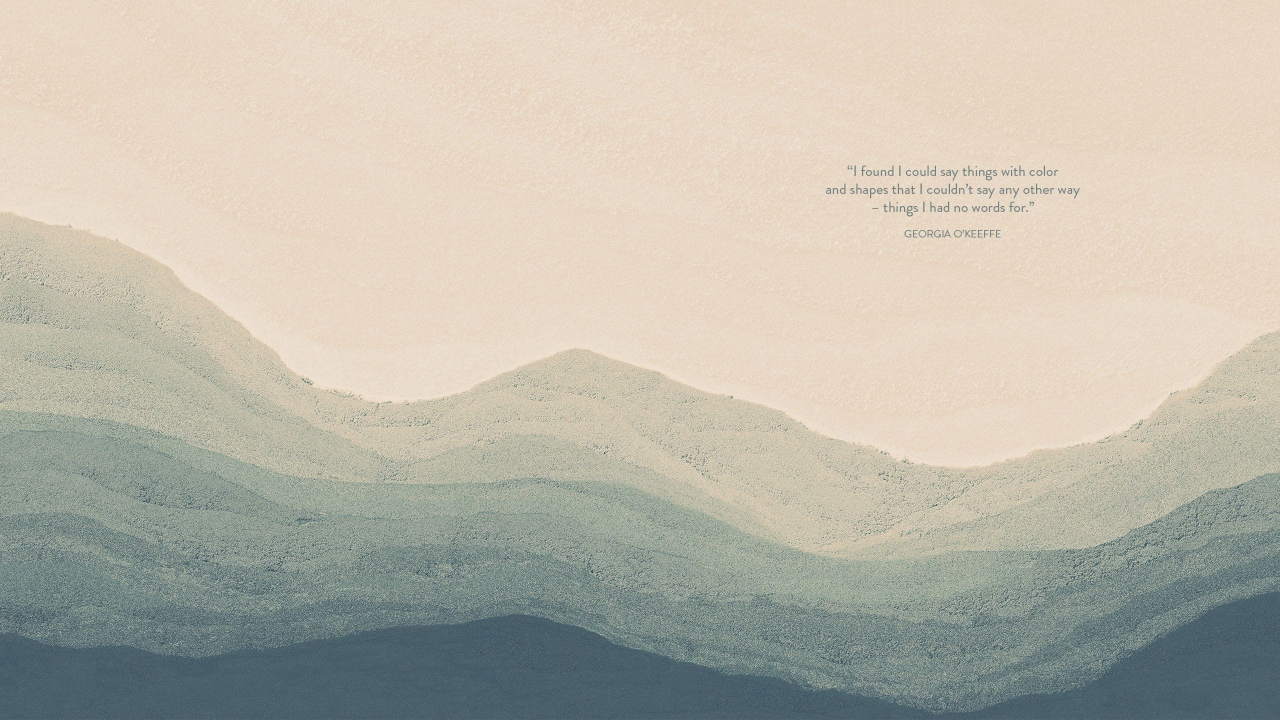 “I found I could say things with color
and shapes that I couldn’t say any other way
– things I had no words for.”
GEORGIA O’KEEFFE